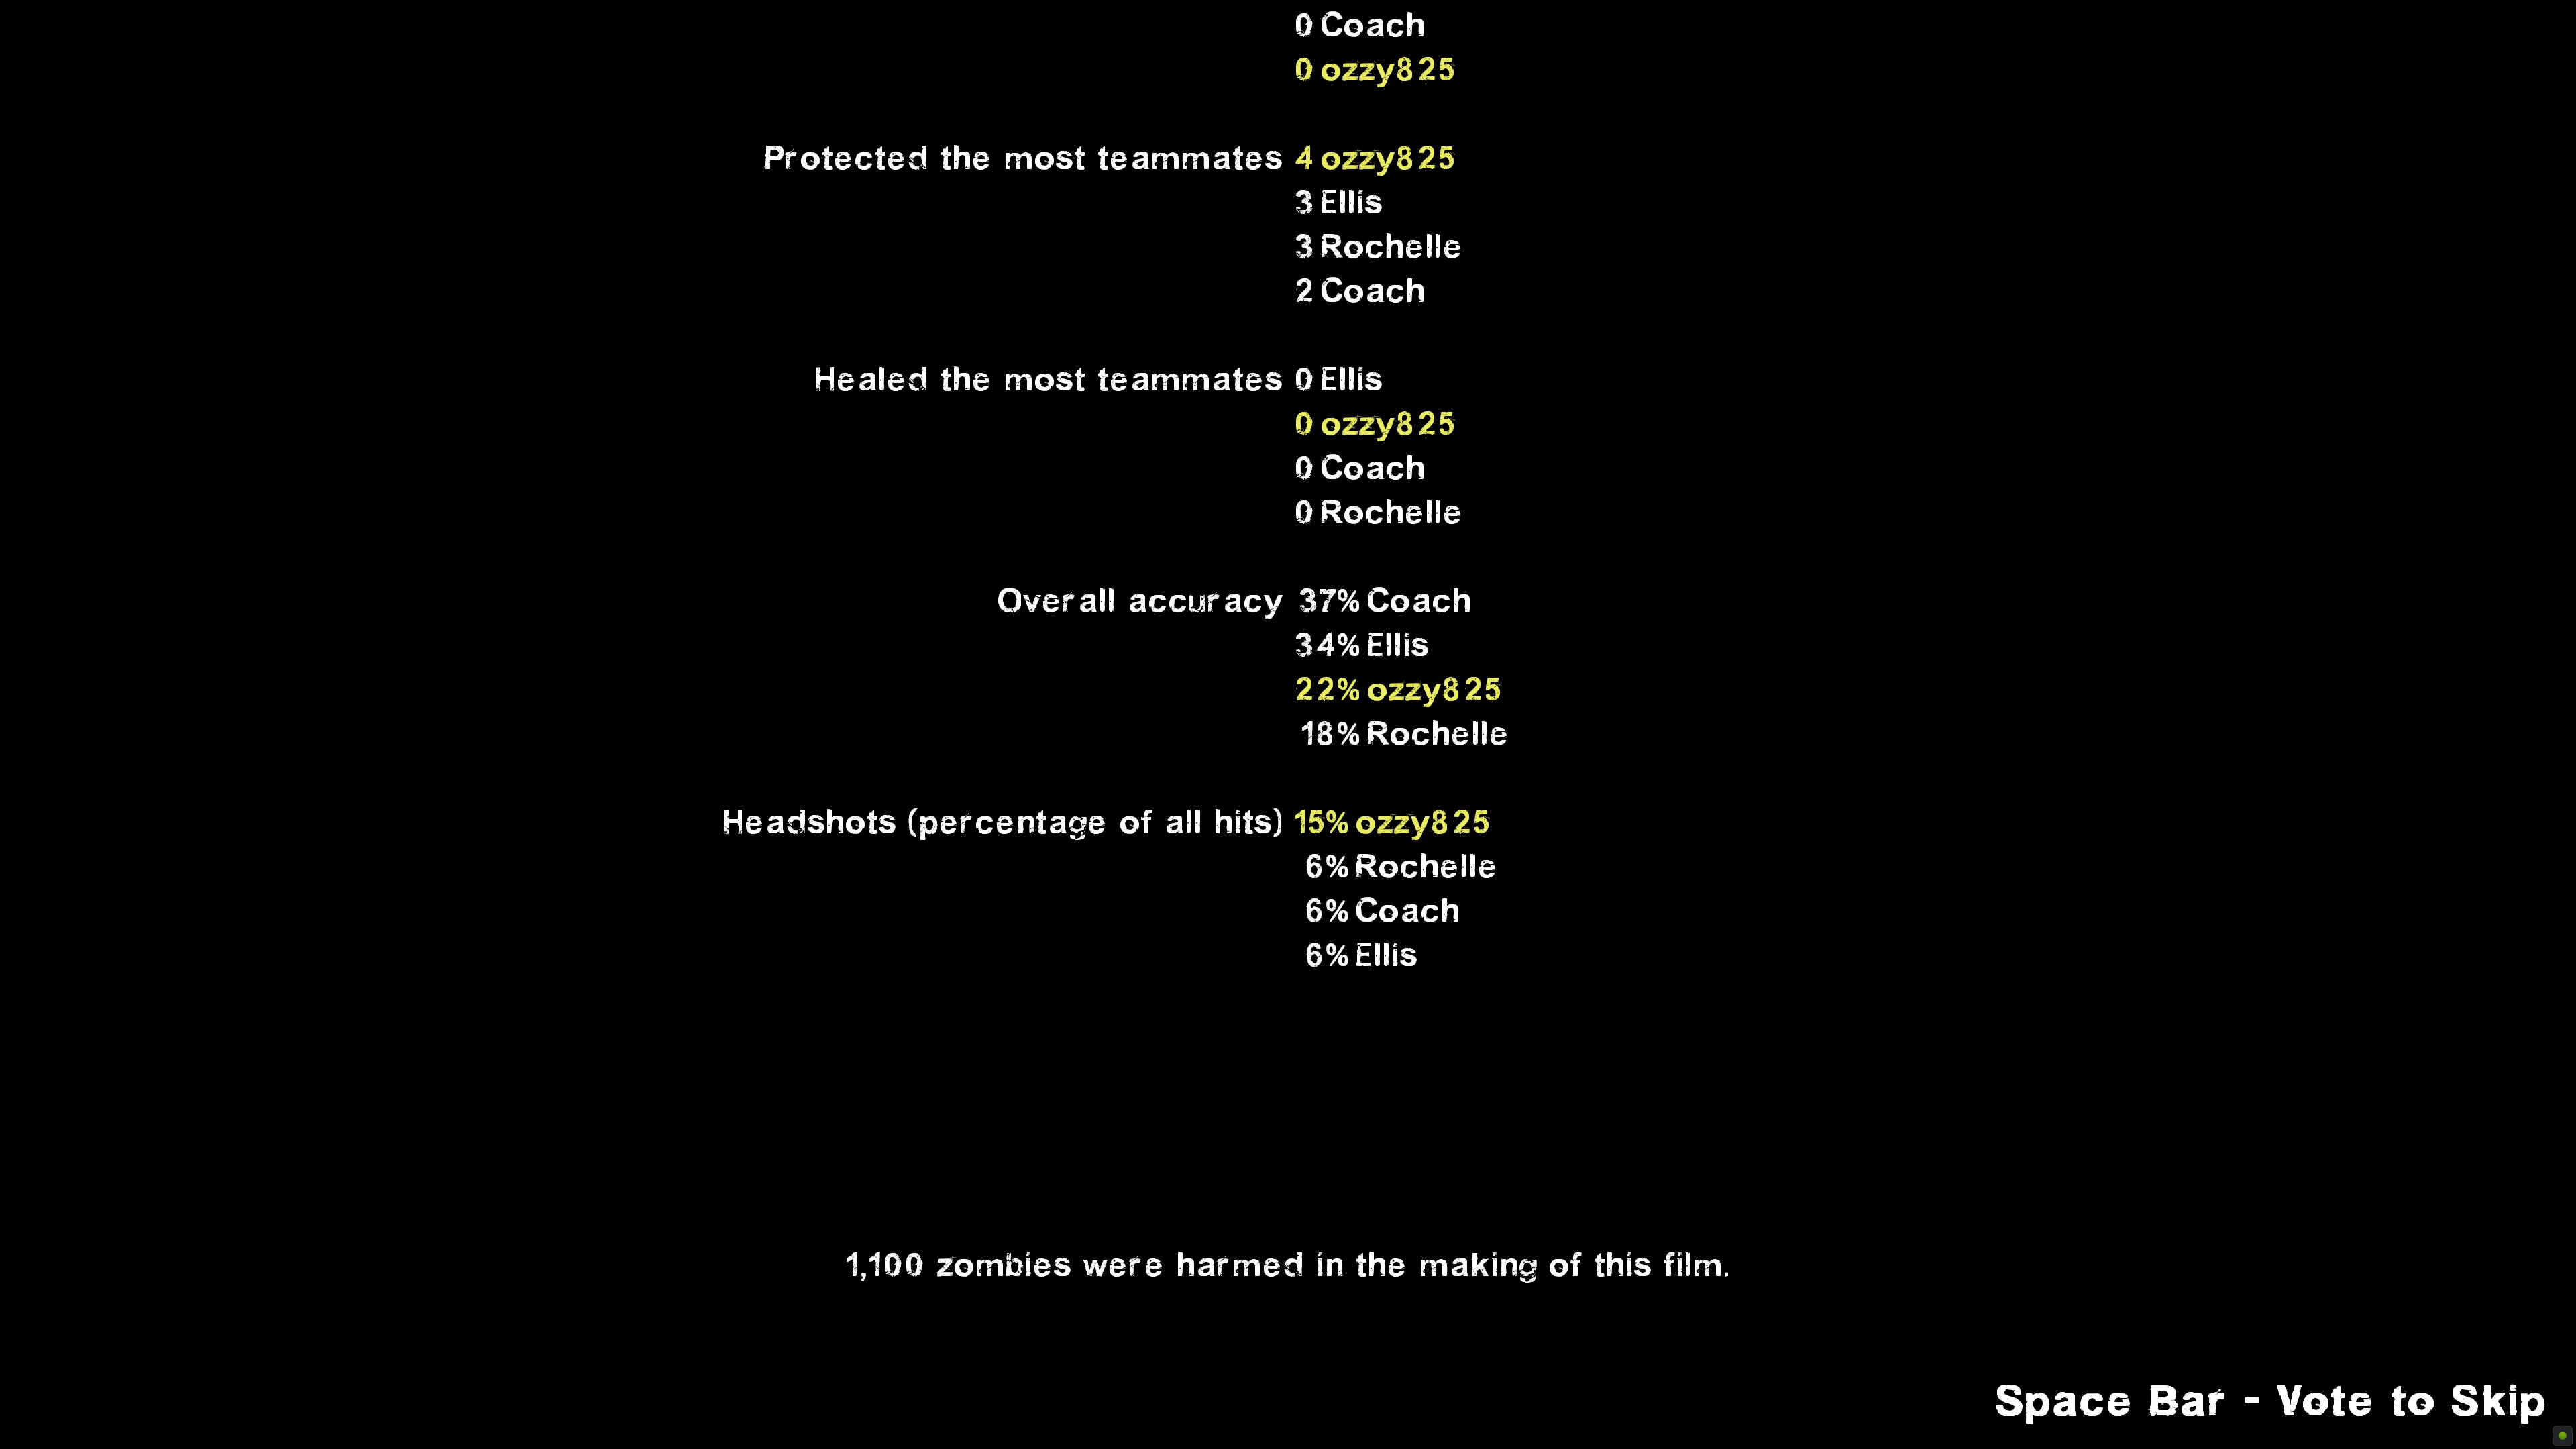 0 Coach
0 ozzy825
Protected the most teammates 4 ozzy825
3 Ellis
3 Rochelle
2 Coach
Healed the most teammates 0 Ellis
0 ozzy825
0 Coach
0 Rochelle
Overall accuracy 37% Coach
34% Ellis
22% ozzy825
18% Rochelle
Headshots (percentage of all hits) 15% ozzy825
6% Rochelle
6% Coach
6% Ellis
1,100 zombies were harmed in the making of this film.
Space Bar - Vote to Skip